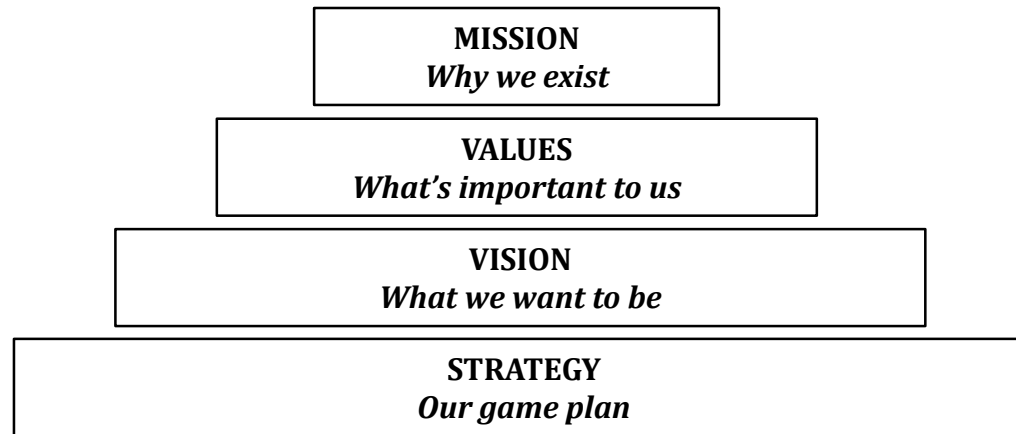 MISSION
Why we exist
VALUES
What’s important to us
VISION
What we want to be
STRATEGY
Our game plan